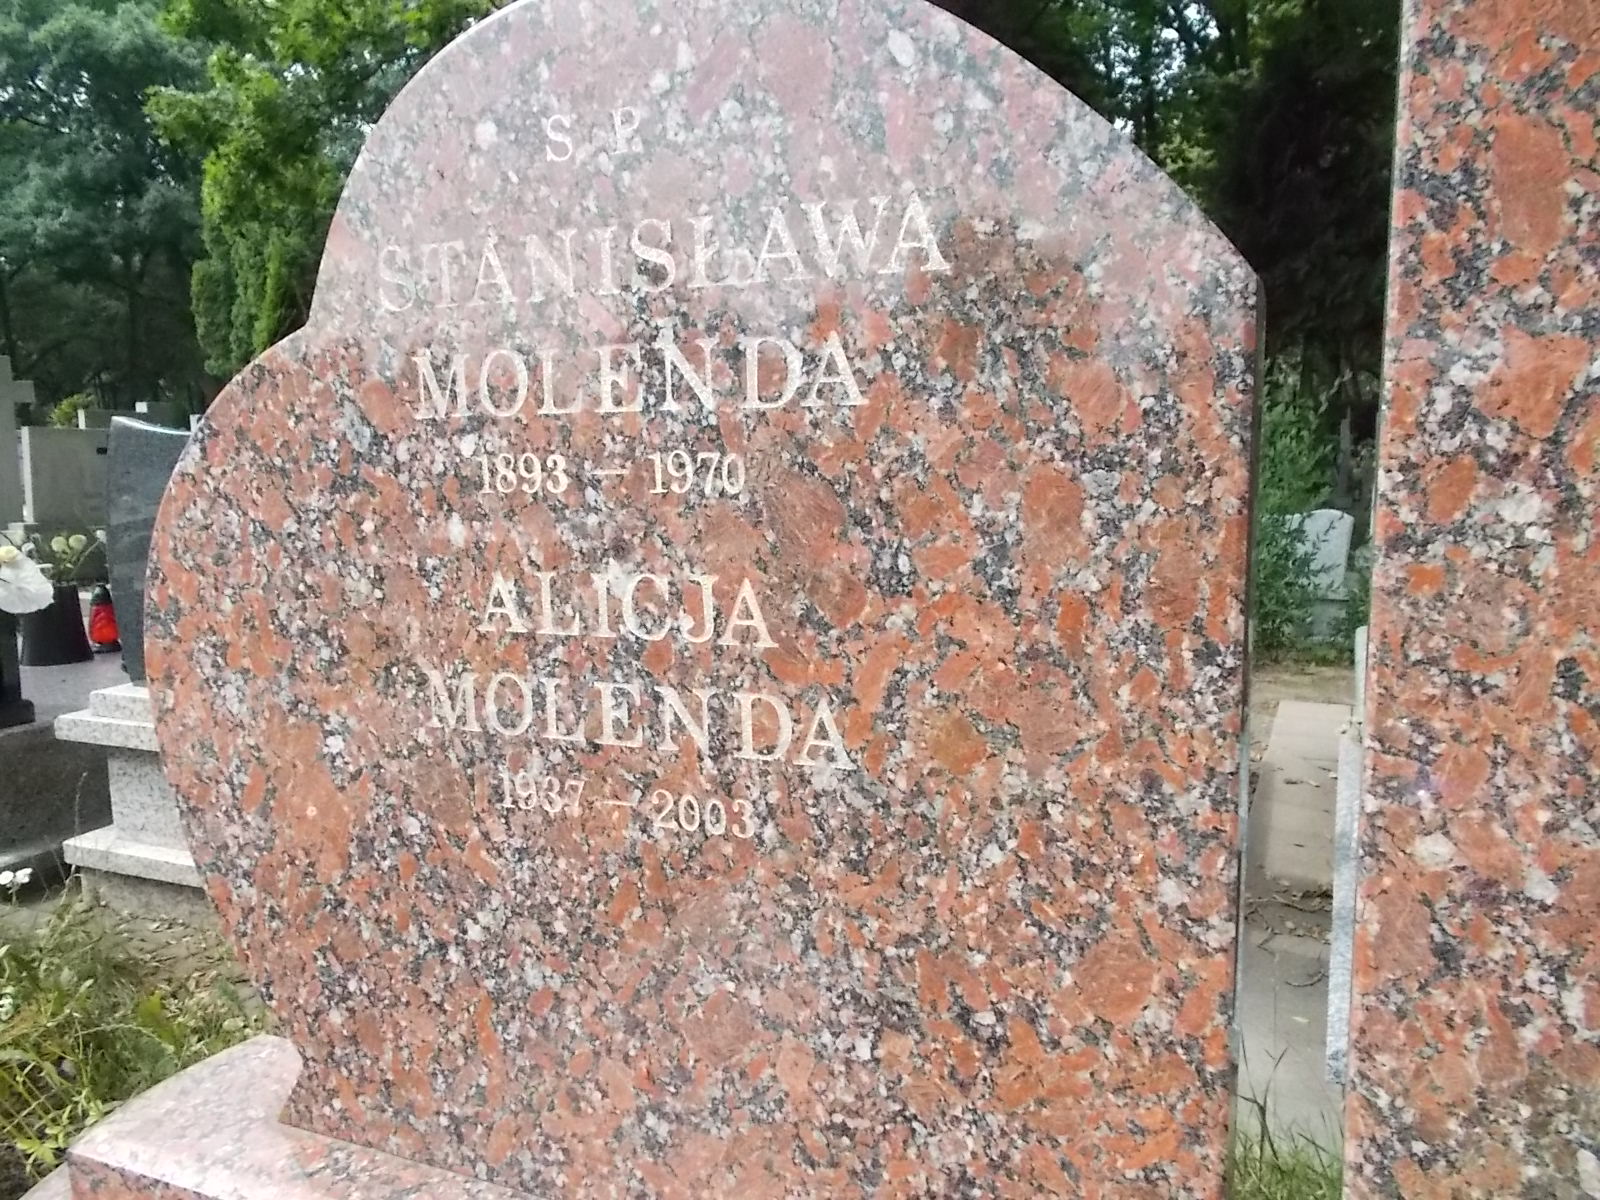 S. P.
STANISŁAWA
MOLENDA
1893 – 1970
ALICJA
MOLENDA
1937 – 2003